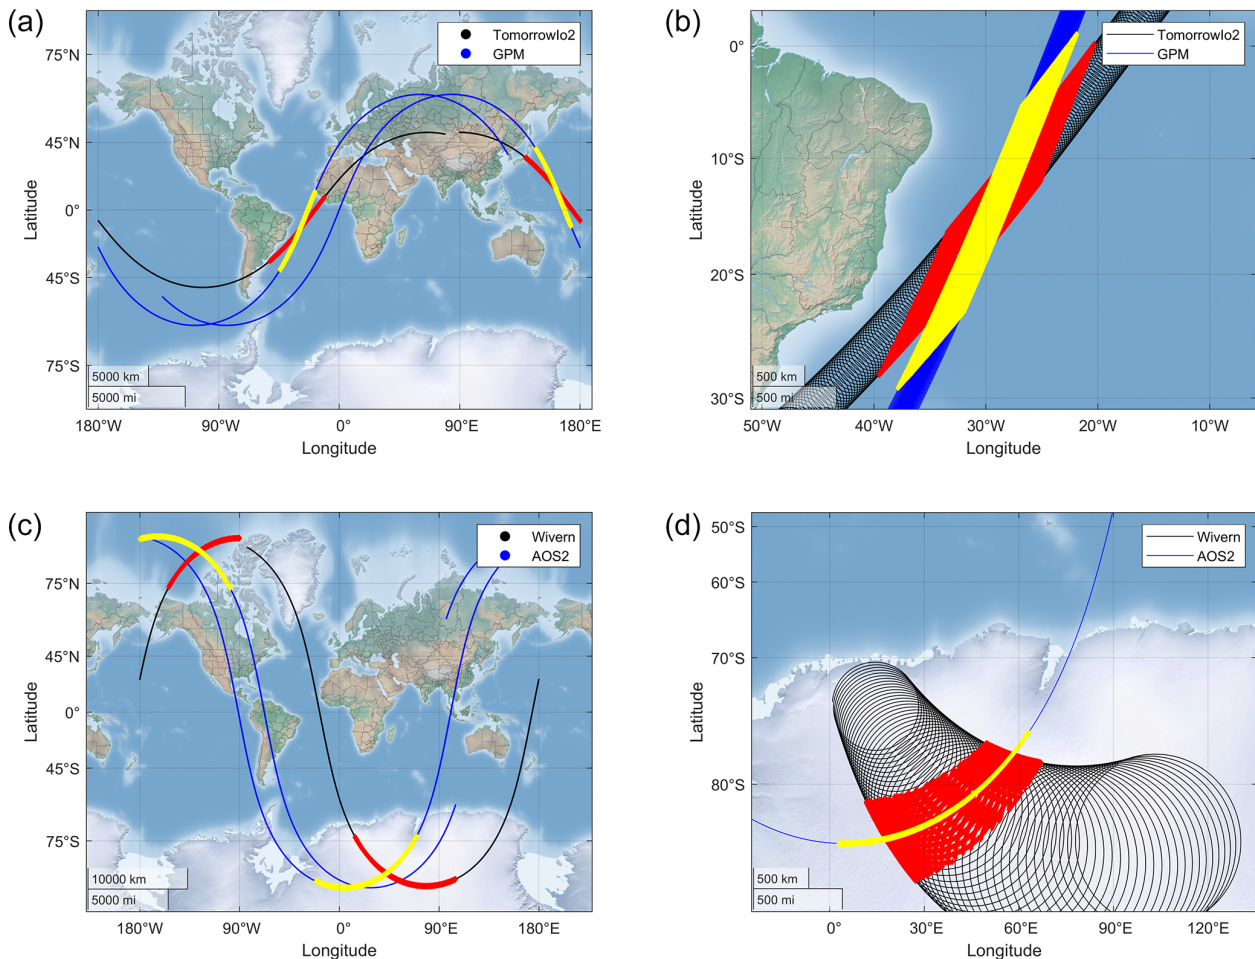 (a)
TomorrowIo2
GPM
75°N
45°N
0°
45°S
75°S
Latitude
5000 km
5000 mi
180°W
90°W
0°
90°E
180°E
Longitude
(b)
TomorrowIo2
GPM
0°
10°S
20°S
30°S
Latitude
500 km
500 mi
50°W
40°W
30°W
20°W
10°W
Longitude
(c)
Wivern
AOS2
75°N
45°N
0°
45°S
75°S
Latitude
10000 km
5000 mi
180°W
90°W
0°
90°E
180°E
Longitude
(d)
Wivern
AOS2
50°S
60°S
70°S
80°S
Latitude
500 km
500 mi
0°
30°E
60°E
90°E
120°E
Longitude